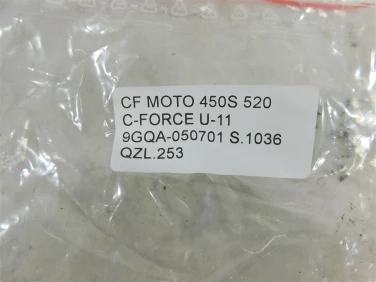 CF MOTO 450S 520
C-FORCE U-11
9GQA-050701 S.1036
QZL.253